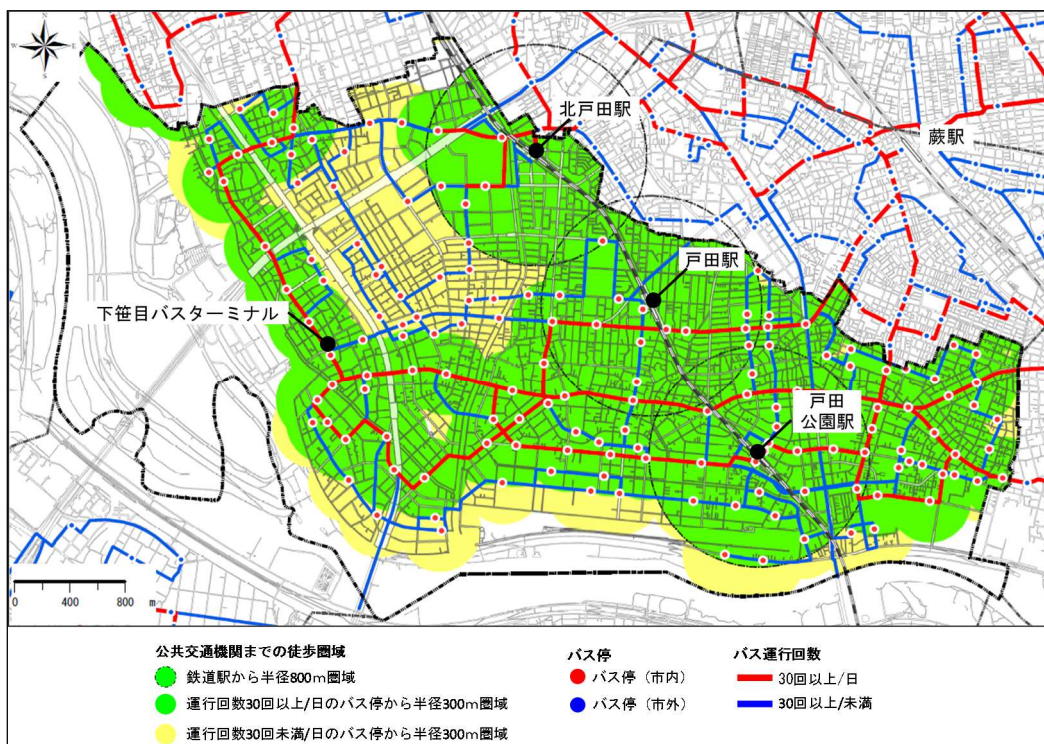 N
W
E
S
北戸田駅
蕨駅
戸田駅
下笹目バスターミナル
戸田
公園駅
0 400 800 m
公共交通機関までの徒歩圏域
鉄道駅から半径800m圏域
運行回数30回以上/日のバス停から半径300m圏域
運行回数30回未満/日のバス停から半径300m圏域
バス停
バス停（市内）
バス停（市外）
バス運行回数
30回以上/日
30回以上/未満